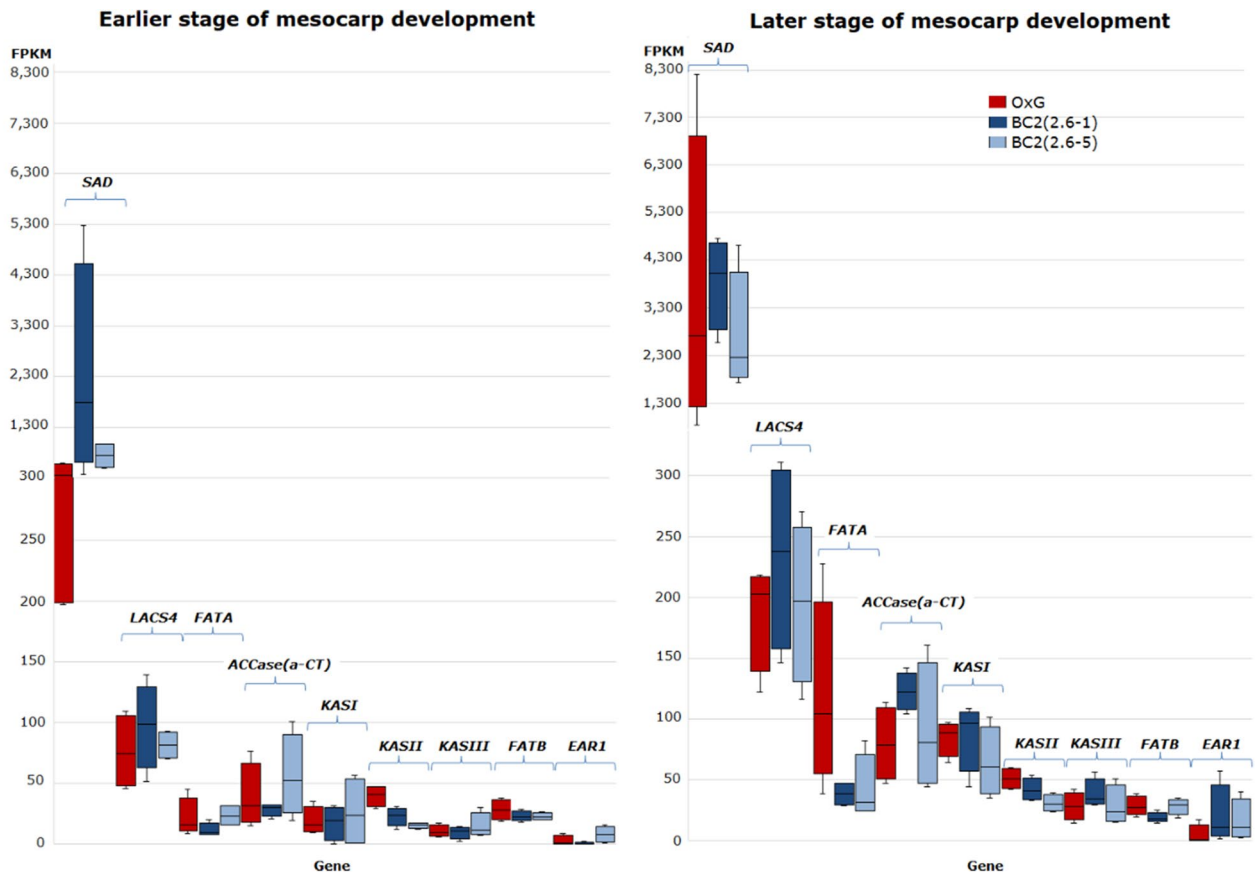 Earlier stage of mesocarp development
FPKM
8,300
7,300
6,300
5,300
4,300
3,300
2,300
1,300
300
250
200
150
100
50
0
SAD
LACS4
FATA
ACCase(a-CT)
KASI
KASII
KASIII
FATB
EAR1
Gene
Later stage of mesocarp development
FPKM
8,300
7,300
6,300
5,300
4,300
3,300
2,300
1,300
300
250
200
150
100
50
0
SAD
OxG
BC2(2.6-1)
BC2(2.6-5)
LACS4
FATA
ACCase(a-CT)
KASI
KASII
KASIII
FATB
EAR1
Gene